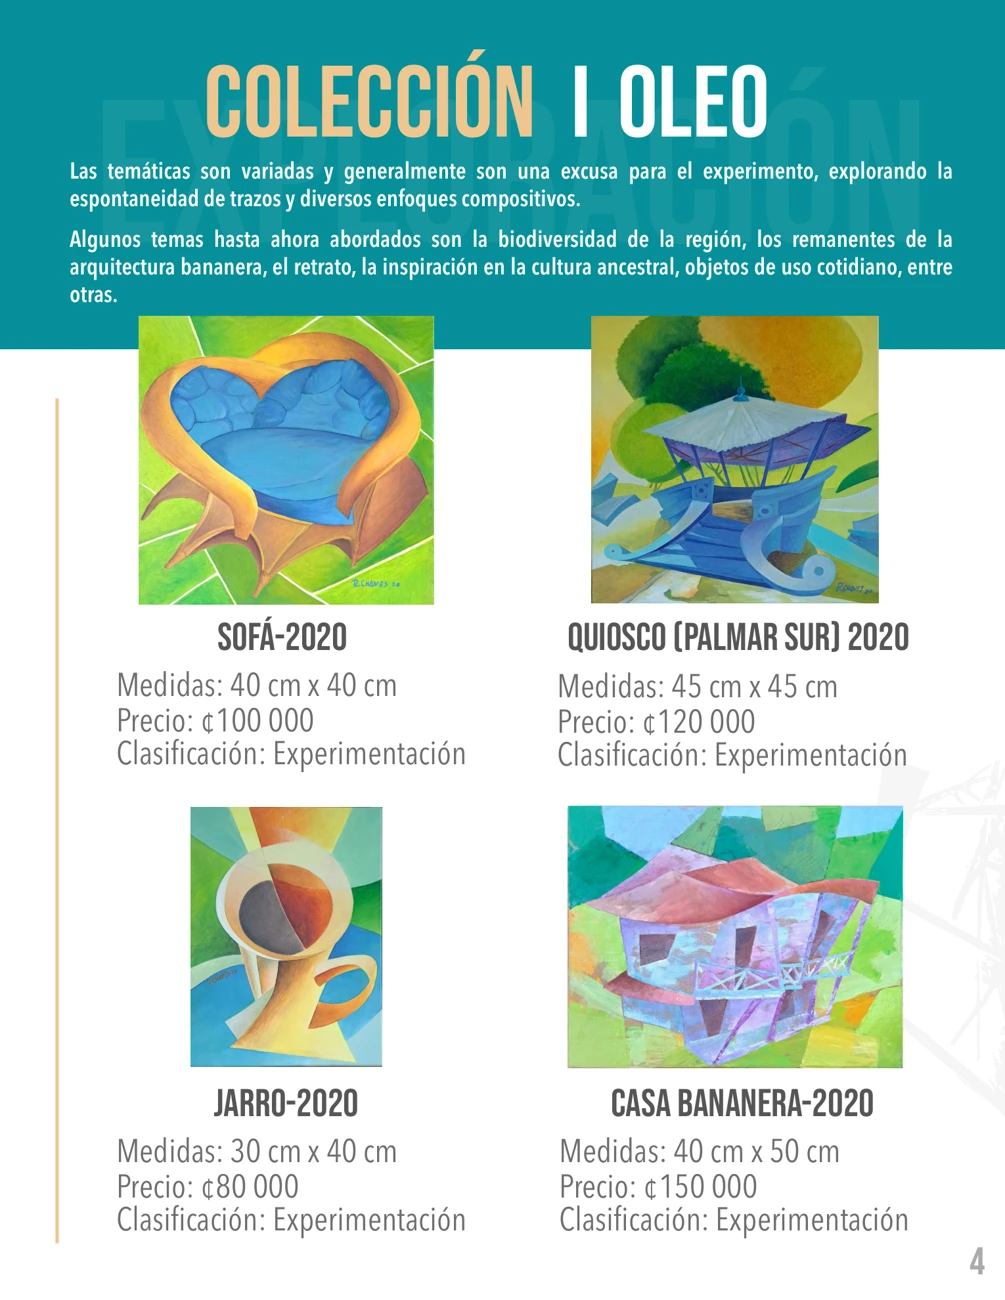 COLECCIÓN I OLEO
EXPLORACIÓN
Las temáticas son variadas y generalmente son una excusa para el experimento, explorando la
espontaneidad de trazos y diversos enfoques compositivos.
Algunos temas hasta ahora abordados son la biodiversidad de la región, los remanentes de la
arquitectura bananera, el retrato, la inspiración en la cultura ancestral, objetos de uso cotidiano, entre
otras.
R.CHAVES 20
R.CHAVES.20
SOFÁ-2020
Medidas: 40 cm x 40 cm
Precio: ¢100 000
Clasificación: Experimentación
QUIOSCO (PALMAR SUR) 2020
Medidas: 45 cm x 45 cm
Precio: ¢120 000
Clasificación: Experimentación
JARRO-2020
Medidas: 30 cm x 40 cm
Precio: ¢80 000
Clasificación: Experimentación
CASA BANANERA-2020
Medidas: 40 cm x 50 cm
Precio: ¢150 000
Clasificación: Experimentación
4